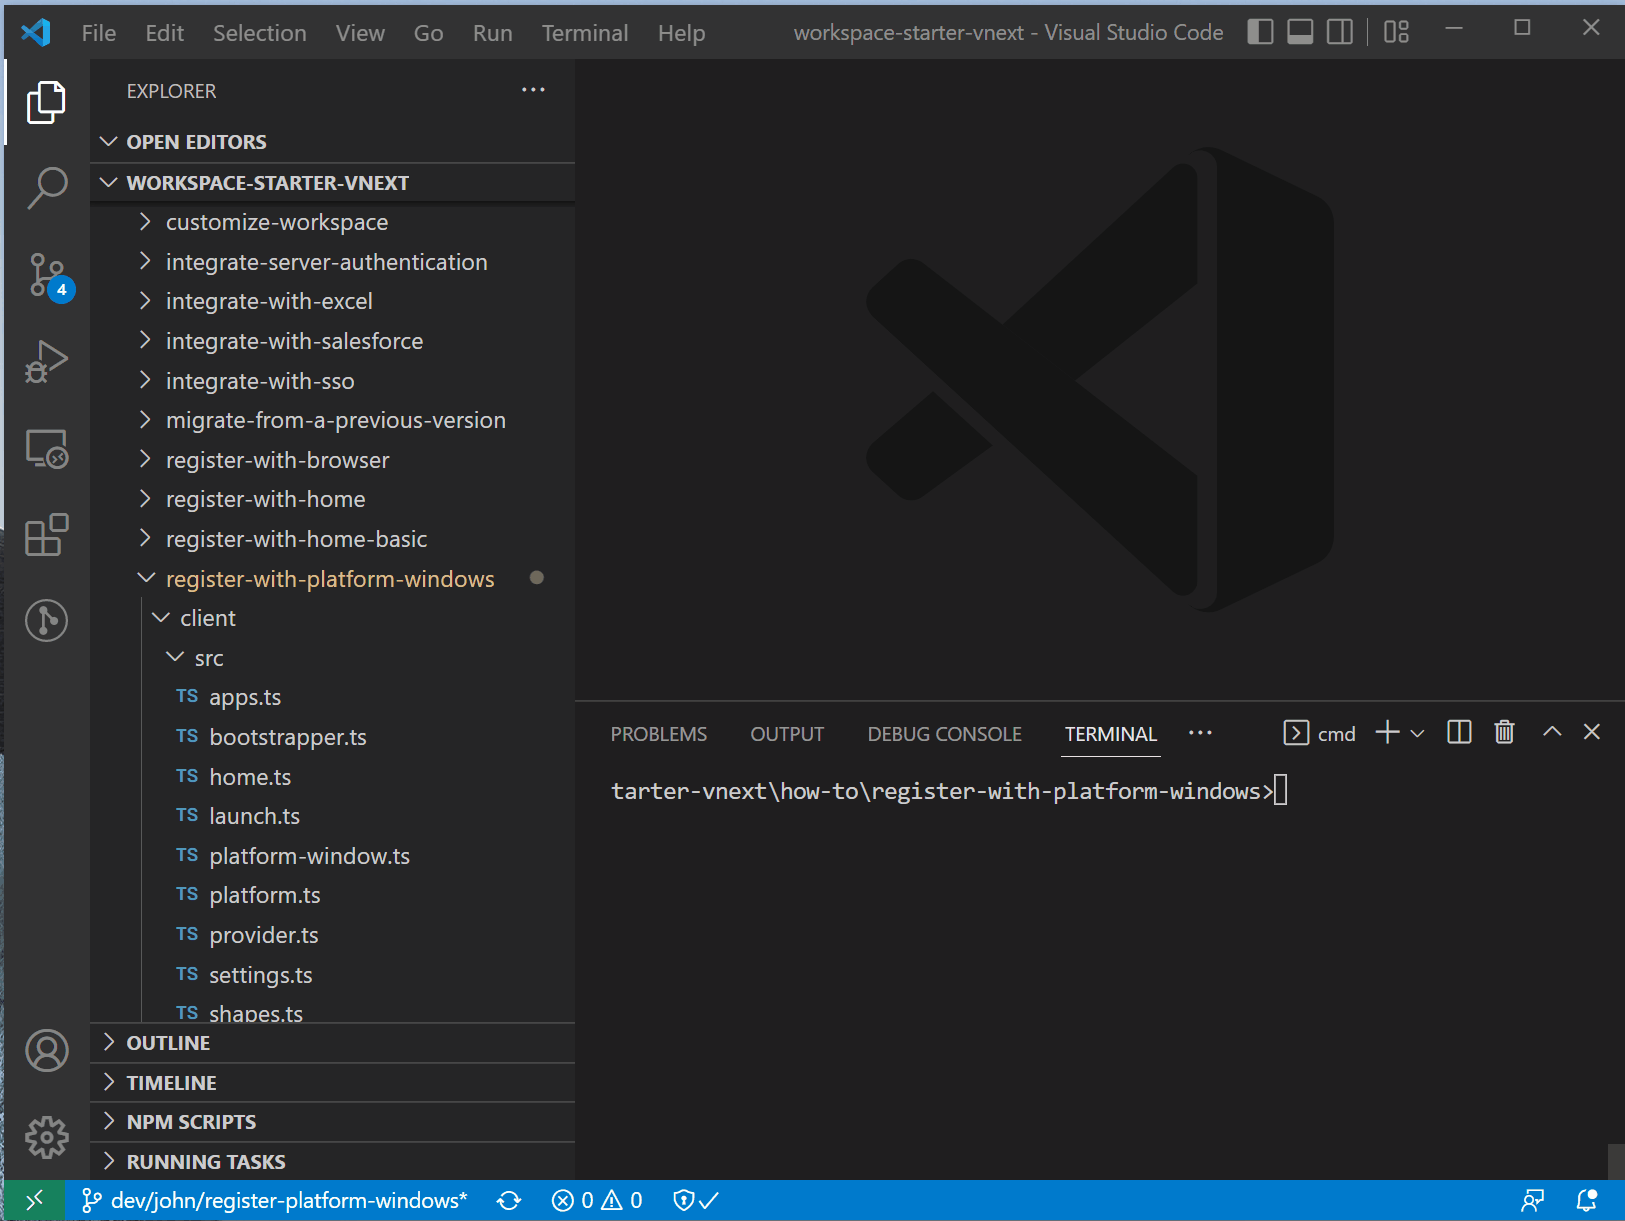 File Edit Selection View Go Run Terminal Help workspace-starter-vnext - Visual Studio Code
EXPLORER
OPEN EDITORS
WORKSPACE-STARTER-VNEXT
customize-workspace
integrate-server-authentication
integrate-with-excel
integrate-with-salesforce
integrate-with-sso
migrate-from-a-previous-version
register-with-browser
register-with-home
register-with-home-basic
register-with-platform-windows
client
src
TS apps.ts
TS bootstrapper.ts
TS home.ts
TS launch.ts
TS platform-window.ts
TS platform.ts
TS provider.ts
TS settings.ts
TS shapes.ts
OUTLINE
TIMELINE
NPM SCRIPTS
RUNNING TASKS
4
PROBLEMS OUTPUT DEBUG CONSOLE TERMINAL ··· cmd
tarter-vnext\how-to\register-with-platform-windows>
dev/john/register-platform-windows* 0 0